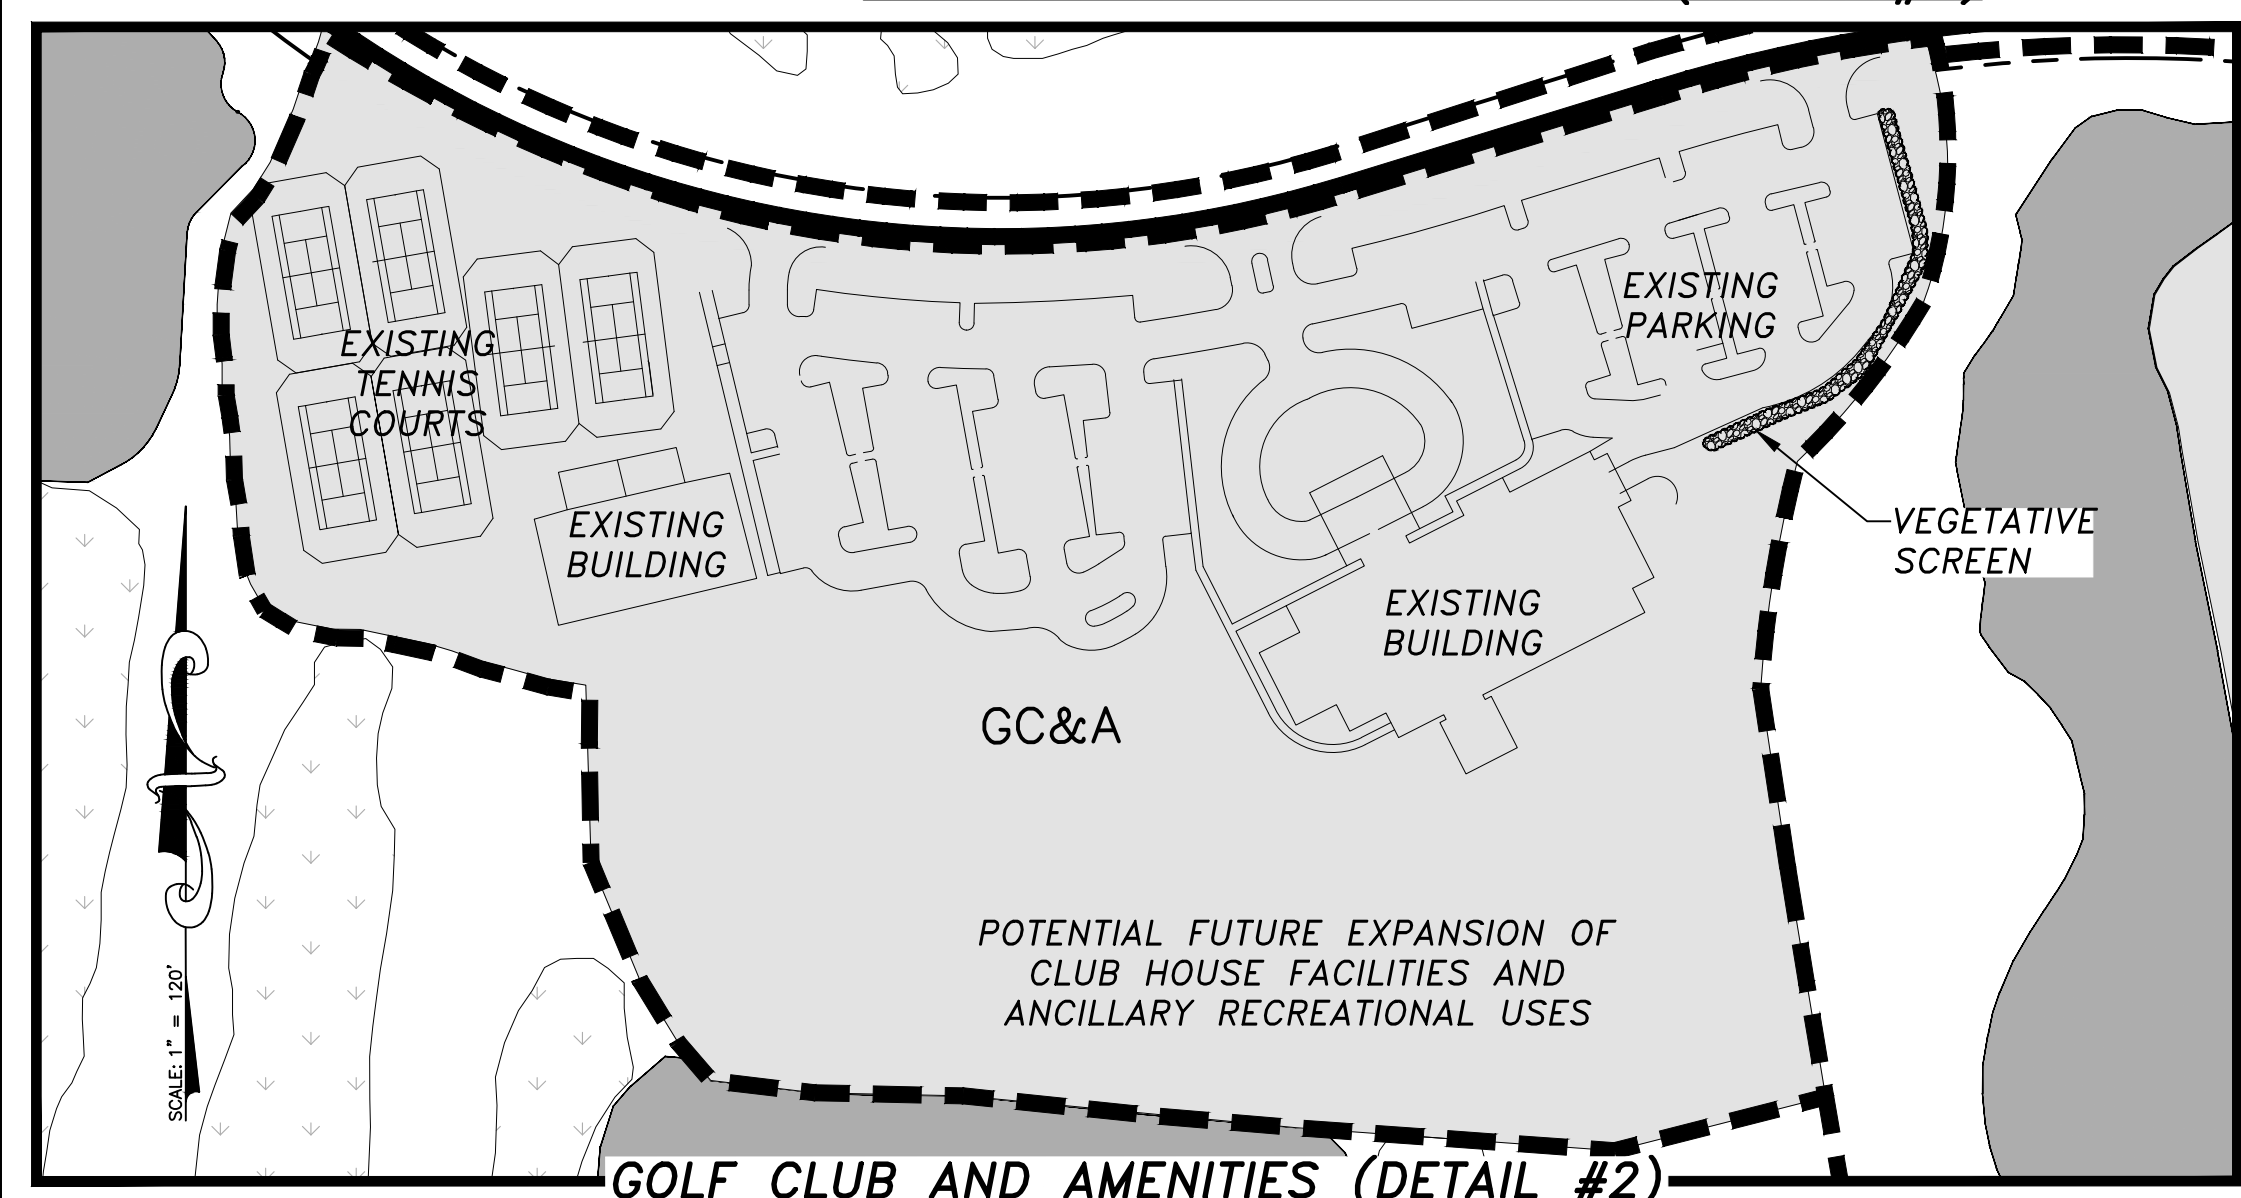 EXISTING
PARKING
EXISTING
TENNIS
COURTS
EXISTING
BUILDING
VEGETATIVE
SCREEN
EXISTING
BUILDING
GC&A
POTENTIAL FUTURE EXPANSION OF
CLUB HOUSE FACILITIES AND
ANCILLARY RECREATIONAL USES
SCALE: 1" = 120'
GOLF CLUB AND AMENITIES (DETAIL #2)